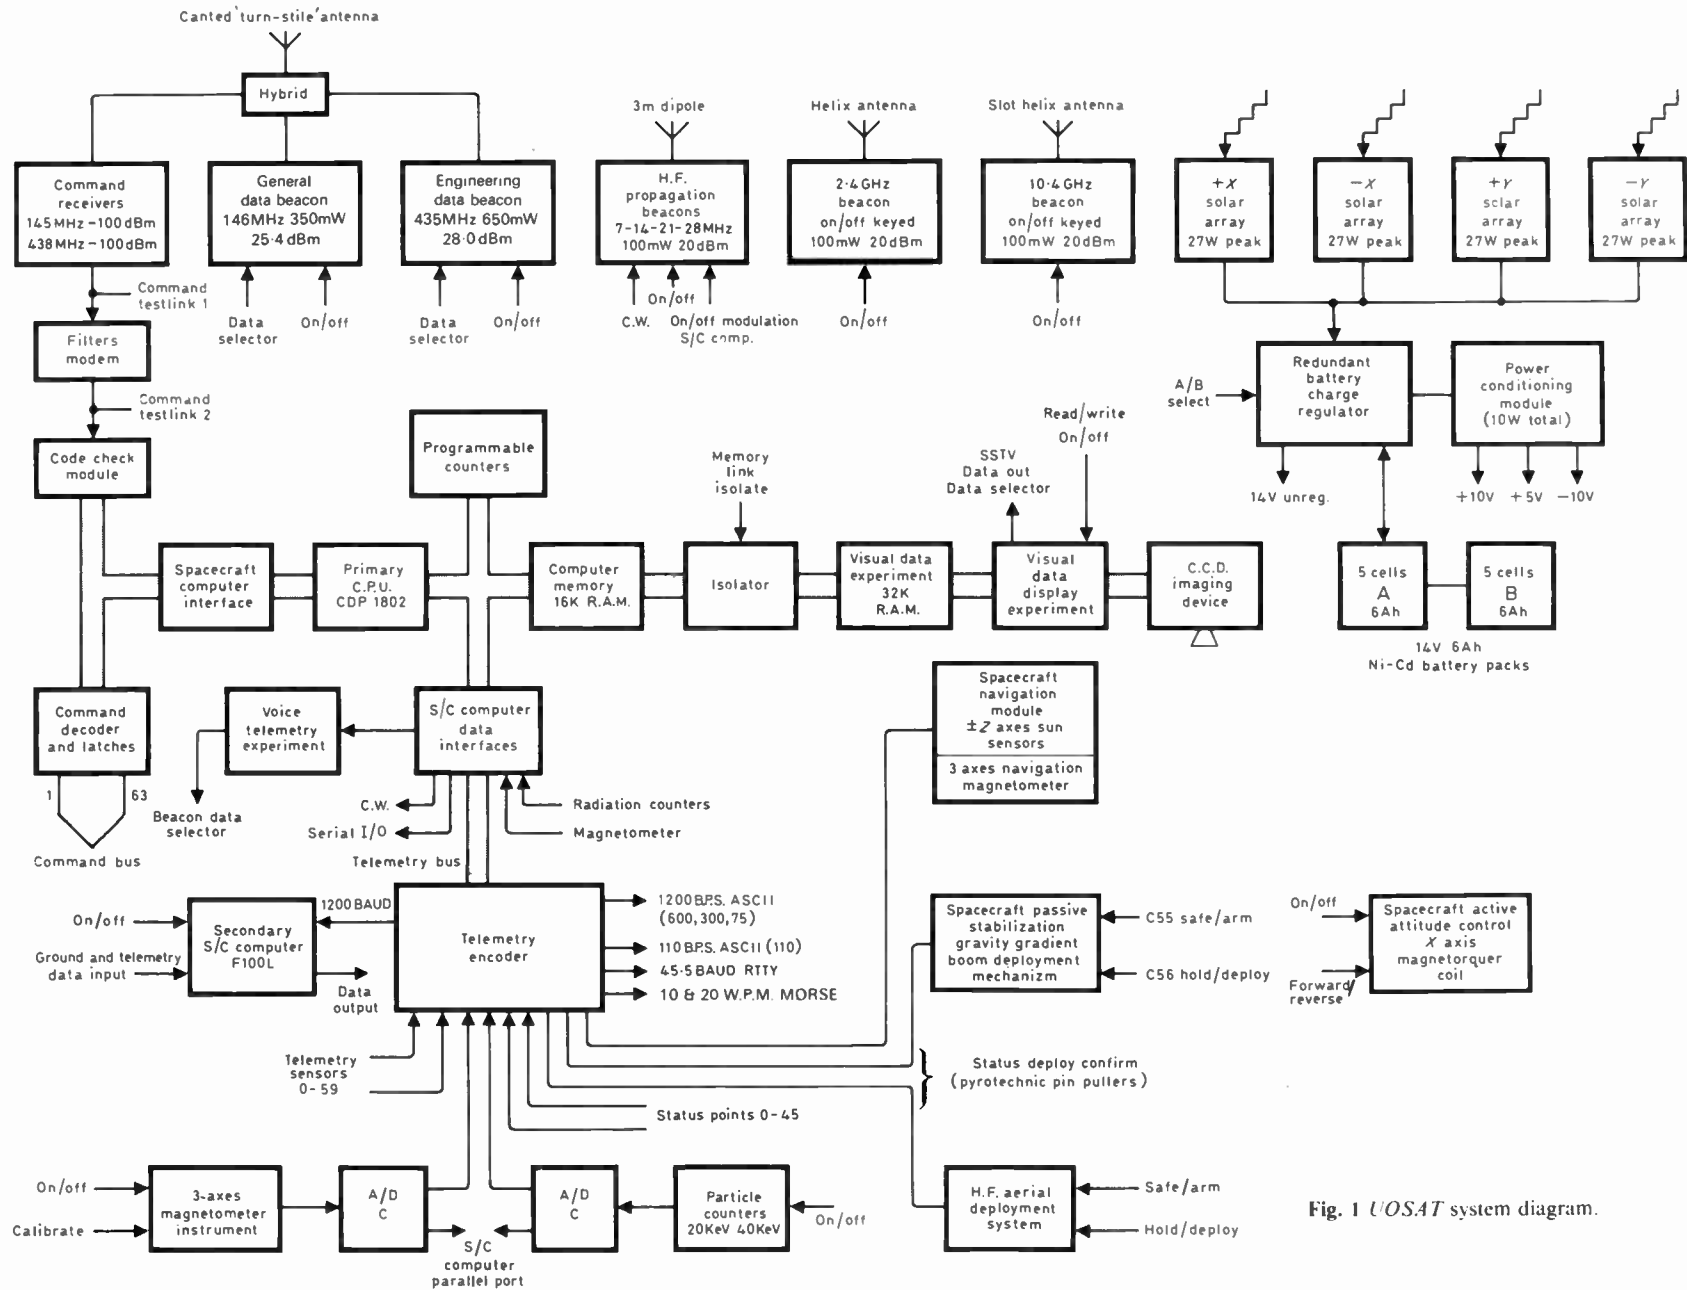 Canted 'turn-stile' antenna
Hybrid
3m dipole
Helix antenna
Slot helix antenna
Command
receivers
145MHz -100dBm
438MHz -100dBm
General
data beacon
146MHz 350mW
25·4dBm
Engineering
data beacon
435MHz 650mW
28·0dBm
H.F.
propagation
beacons
7-14-21-28MHz
100mW 20dBm
2·4GHz
beacon
on/off keyed
100mW 20dBm
10·4GHz
beacon
on/off keyed
100mW 20dBm
+X
solar
array
27W peak
-X
solar
array
27W peak
+Y
solar
array
27W peak
-Y
solar
array
27W peak
Command
testlink 1
Data
selector
On/off
Data
selector
On/off
On/off
C.W.
On/off modulation
S/C comp.
On/off
On/off
Filters
modem
Command
testlink 2
Code check
module
Programmable
counters
Memory
link
isolate
SSTV
Data out
Data selector
Read/write
On/off
A/B
select
Redundant
battery
charge
regulator
Power
conditioning
module
(10W total)
14V unreg.
+10V
+5V
-10V
Spacecraft
computer
interface
Primary
C.P.U.
CDP 1802
Computer
memory
16K R.A.M.
Isolator
Visual data
experiment
32K
R.A.M.
Visual
data
display
experiment
C.C.D.
imaging
device
5 cells
A
6Ah
5 cells
B
6Ah
14V 6Ah
Ni-Cd battery packs
Command
decoder
and latches
1
63
Command bus
Voice
telemetry
experiment
Beacon data
selector
S/C computer
data
interfaces
C.W.
Serial I/O
Radiation counters
Magnetometer
Telemetry bus
Spacecraft
navigation
module
±Z axes sun
sensors
3 axes navigation
magnetometer
On/off
Ground and telemetry
data input
Secondary
S/C computer
F100L
1200 BAUD
Data
output
Telemetry
encoder
1200 B.P.S. ASCII
(600,300,75)
110 B.P.S. ASCII (110)
45·5 BAUD RTTY
10 & 20 W.P.M. MORSE
Spacecraft passive
stabilization
gravity gradient
boom deployment
mechanizm
C55 safe/arm
C56 hold/deploy
On/off
Forward
reverse/
Spacecraft active
attitude control
X axis
magnetorquer
coil
Telemetry
sensors
0-59
Status deploy confirm
(pyrotechnic pin pullers)
Status points 0-45
On/off
Calibrate
3-axes
magnetometer
instrument
A/D
C
S/C
computer
parallel port
A/D
C
Particle
counters
20KeV 40KeV
On/off
H.F. aerial
deployment
system
Safe/arm
Hold/deploy
Fig. 1 UOSAT system diagram.